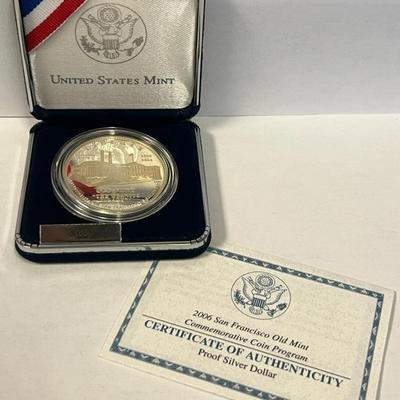 UNITED STATES MINT
2006 San Francisco Old Mint
Commemorative Coin Program
CERTIFICATE OF AUTHENTICITY
Proof Silver Dollar